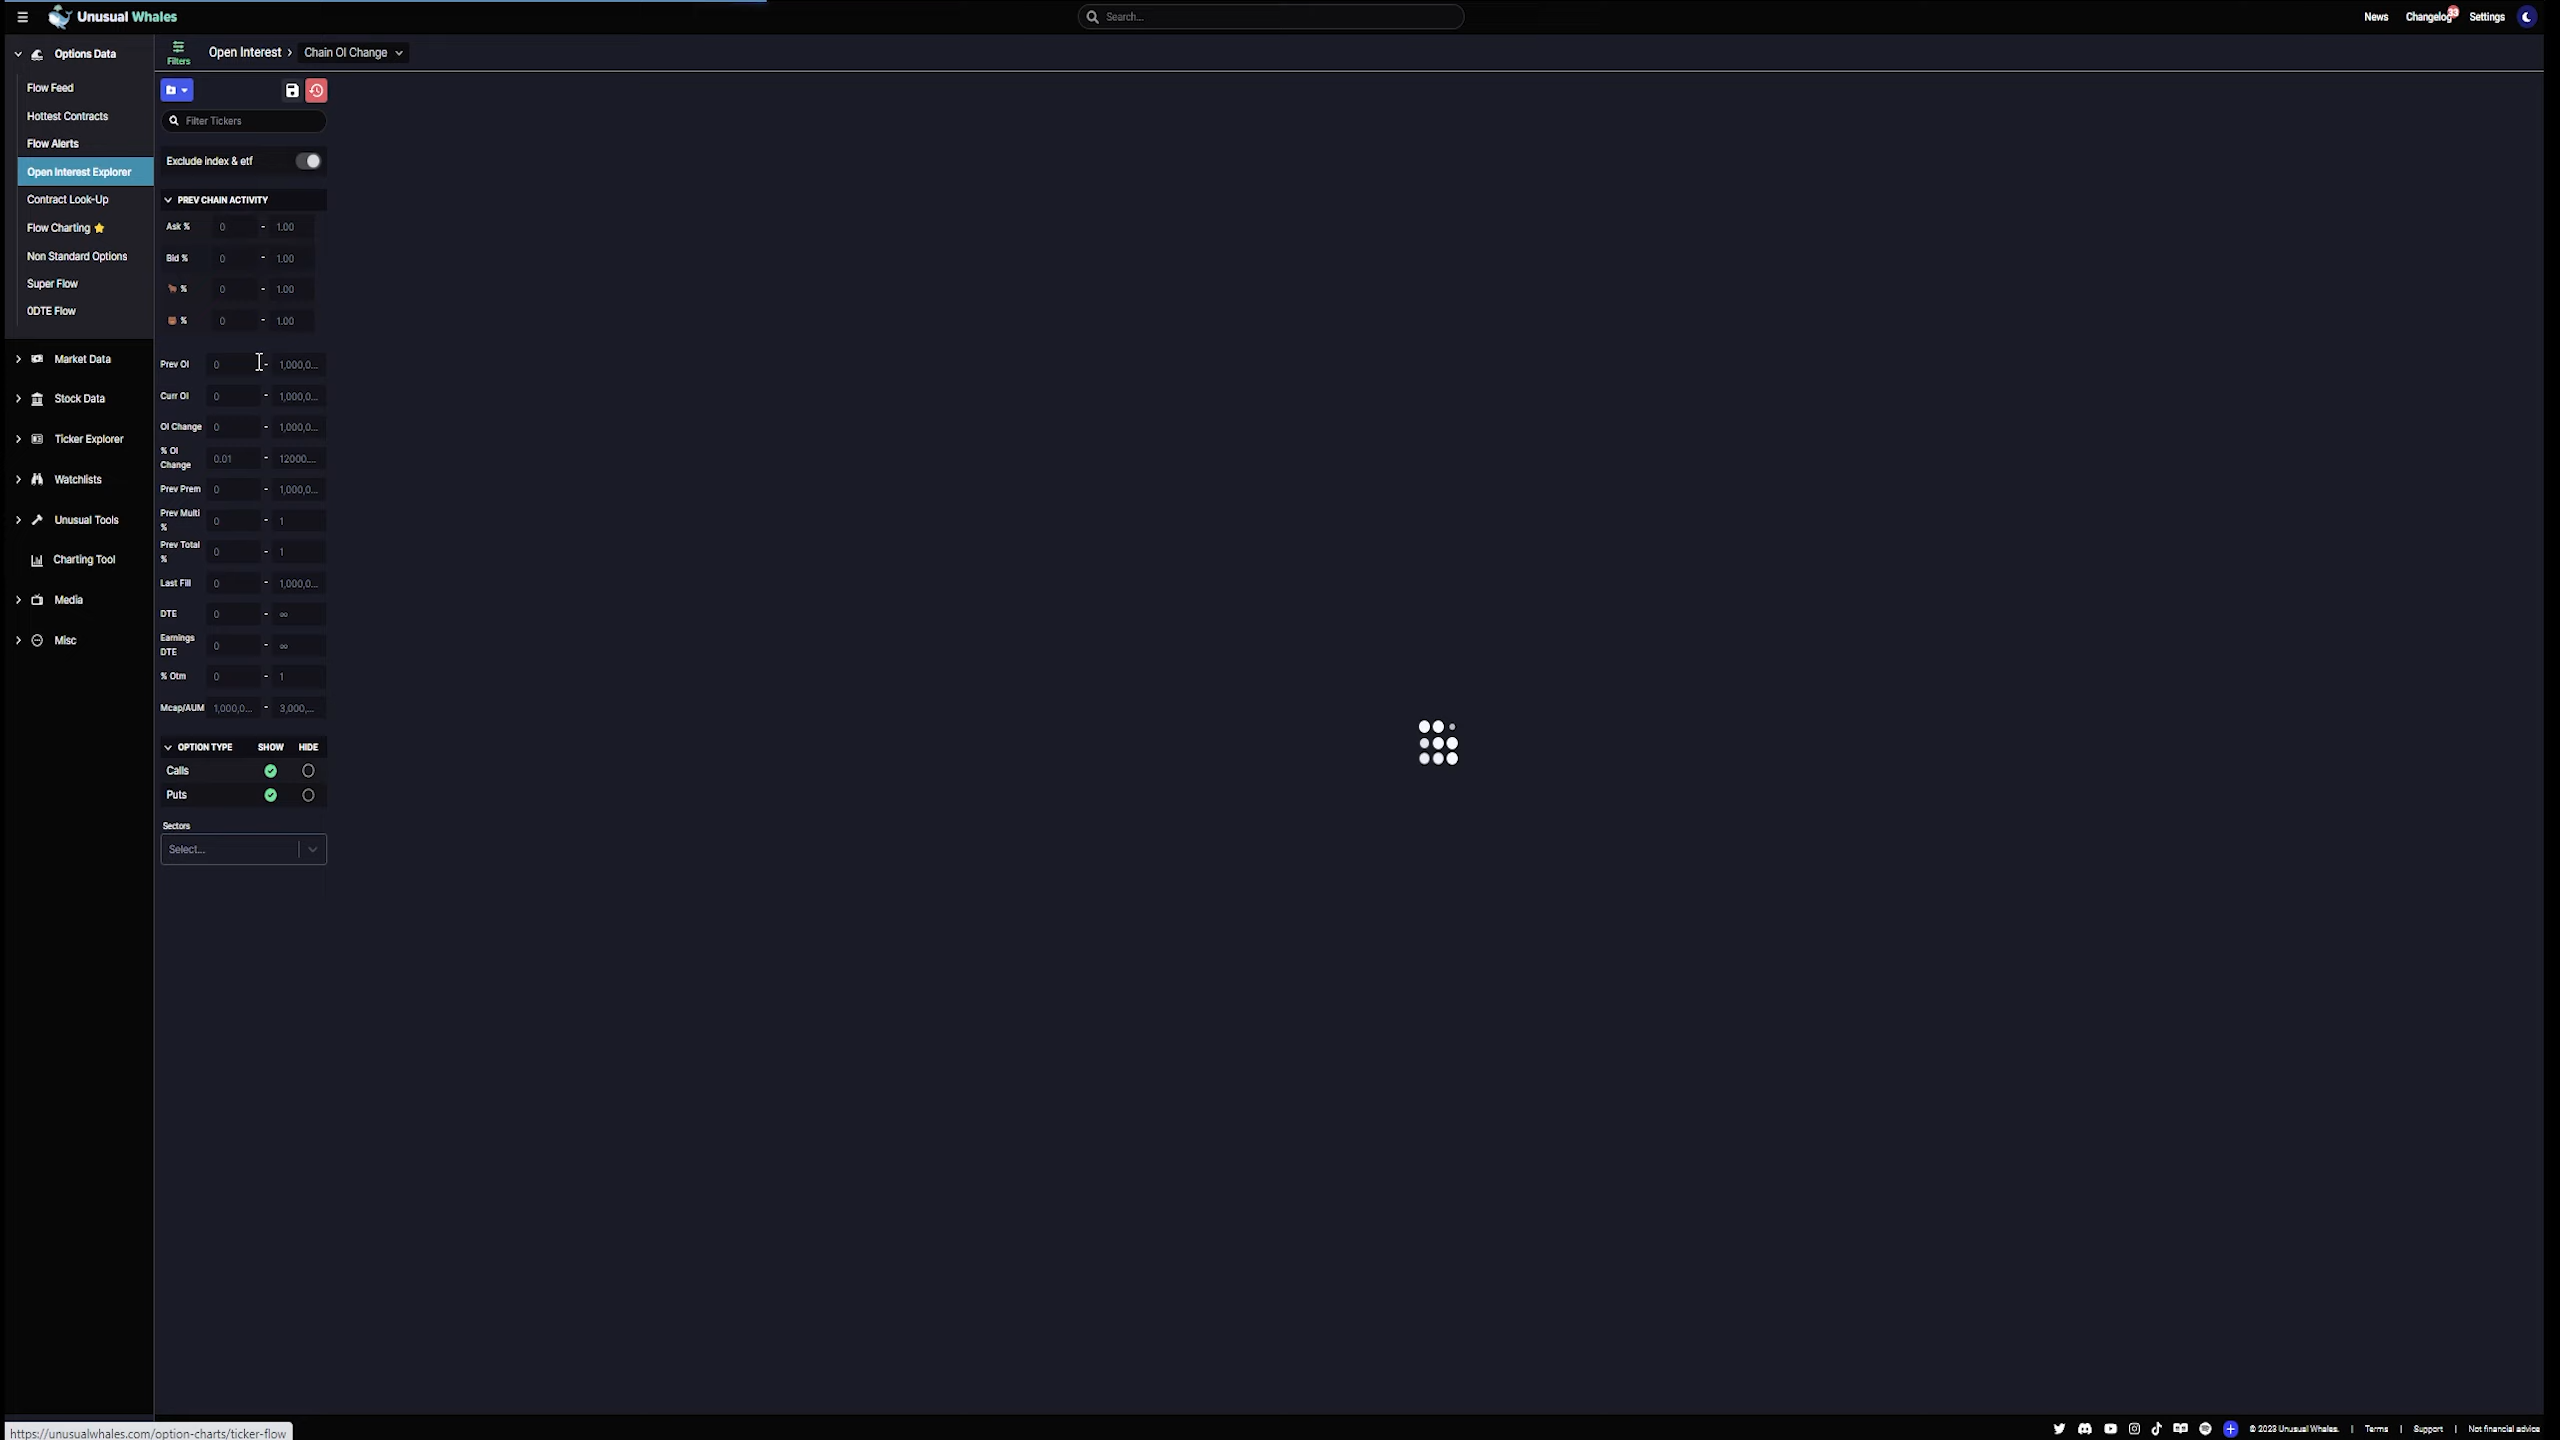 Unusual Whales
Search...
News
Changelog
33
Settings
Options Data
Flow Feed
Hottest Contracts
Flow Alerts
Open Interest Explorer
Contract Look-Up
Flow Charting
Non Standard Options
Super Flow
0DTE Flow
Market Data
Stock Data
Ticker Explorer
Watchlists
Unusual Tools
Charting Tool
Media
Misc
Filters
Open Interest › Chain OI Change
Filter Tickers
Exclude index & etf
PREV CHAIN ACTIVITY
Ask % 0 - 1.00
Bid % 0 - 1.00
% 0 - 1.00
% 0 - 1.00
Prev OI 0 - 1,000,0...
Curr OI 0 - 1,000,0...
OI Change 0 - 1,000,0...
% OI
Change 0.01 - 12000....
Prev Prem 0 - 1,000,0...
Prev Multi
% 0 - 1
Prev Total
% 0 - 1
Last Fill 0 - 1,000,0...
DTE 0 - ∞
Earnings
DTE 0 - ∞
% Otm 0 - 1
Mcap/AUM 1,000,0... - 3,000,...
OPTION TYPE SHOW HIDE
Calls
Puts
Sectors
Select...
https://unusualwhales.com/option-charts/ticker-flow
© 2023 Unusual Whales. | Terms | Support | Not financial advice